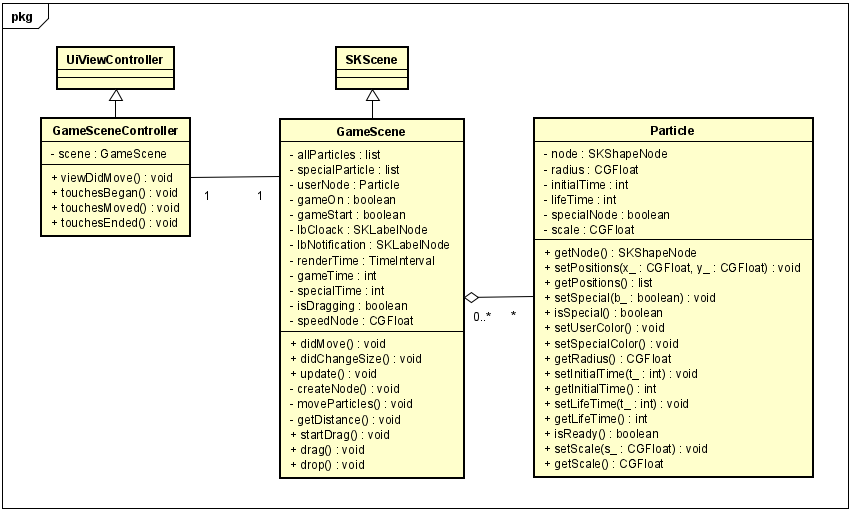 pkg
UiViewController
SKScene
GameSceneController
- scene : GameScene
+ viewDidMove() : void
+ touchesBegan() : void
+ touchesMoved() : void
+ touchesEnded() : void
1
1
GameScene
- allParticles : list
- specialParticle : list
- userNode : Particle
- gameOn : boolean
- gameStart : boolean
- lbCloack : SKLabelNode
- lbNotification : SKLabelNode
- renderTime : TimeInterval
- gameTime : int
- specialTime : int
- isDragging : boolean
- speedNode : CGFloat
+ didMove() : void
+ didChangeSize() : void
+ update() : void
- createNode() : void
- moveParticles() : void
- getDistance() : void
+ startDrag() : void
+ drag() : void
+ drop() : void
0..*
*
Particle
- node : SKShapeNode
- radius : CGFloat
- initialTime : int
- lifeTime : int
- specialNode : boolean
- scale : CGFloat
+ getNode() : SKShapeNode
+ setPositions(x_ : CGFloat, y_ : CGFloat) : void
+ getPositions() : list
+ setSpecial(b_ : boolean) : void
+ isSpecial() : boolean
+ setUserColor() : void
+ setSpecialColor() : void
+ getRadius() : CGFloat
+ setInitialTime(t_ : int) : void
+ getInitialTime() : int
+ setLifeTime(t_ : int) : void
+ getLifeTime() : int
+ isReady() : boolean
+ setScale(s_ : CGFloat) : void
+ getScale() : CGFloat